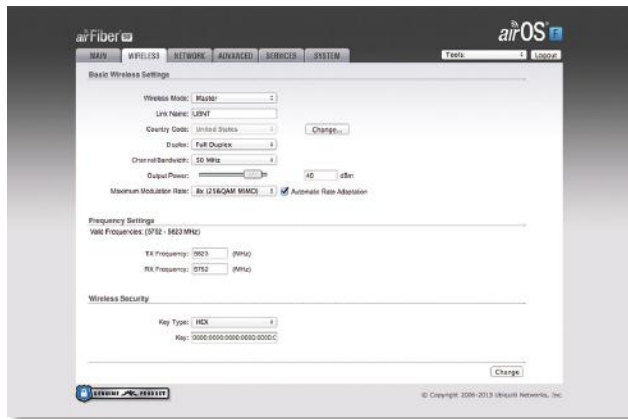 airFiber
airOS F
MAIN WIRELESS NETWORK ADVANCED SERVICES SYSTEM Tools: Logout
Basic Wireless Settings
Wireless Mode: Master
Link Name: UBNT
Country Code: United States Change...
Duplex: Full Duplex
Channel Bandwidth: 50 MHz
Output Power: 40 dBm
Maximum Modulation Rate: 8x (256QAM MIMO) Automatic Rate Adaptation
Frequency Settings
Valid Frequencies: (5752 - 5823 MHz)
TX Frequency: 5823 (MHz)
RX Frequency: 5752 (MHz)
Wireless Security
Key Type: HEX
Key: 0000:0000:0000:0000:0000:0
Change
GENUINE PRODUCT
© Copyright 2006-2013 Ubiquiti Networks, Inc.